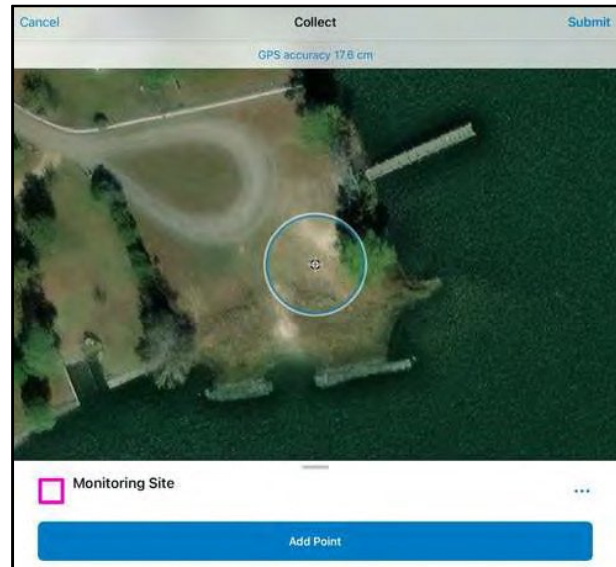 Cancel Collect Submit
GPS accuracy 17.6 cm
Monitoring Site
...
Add Point